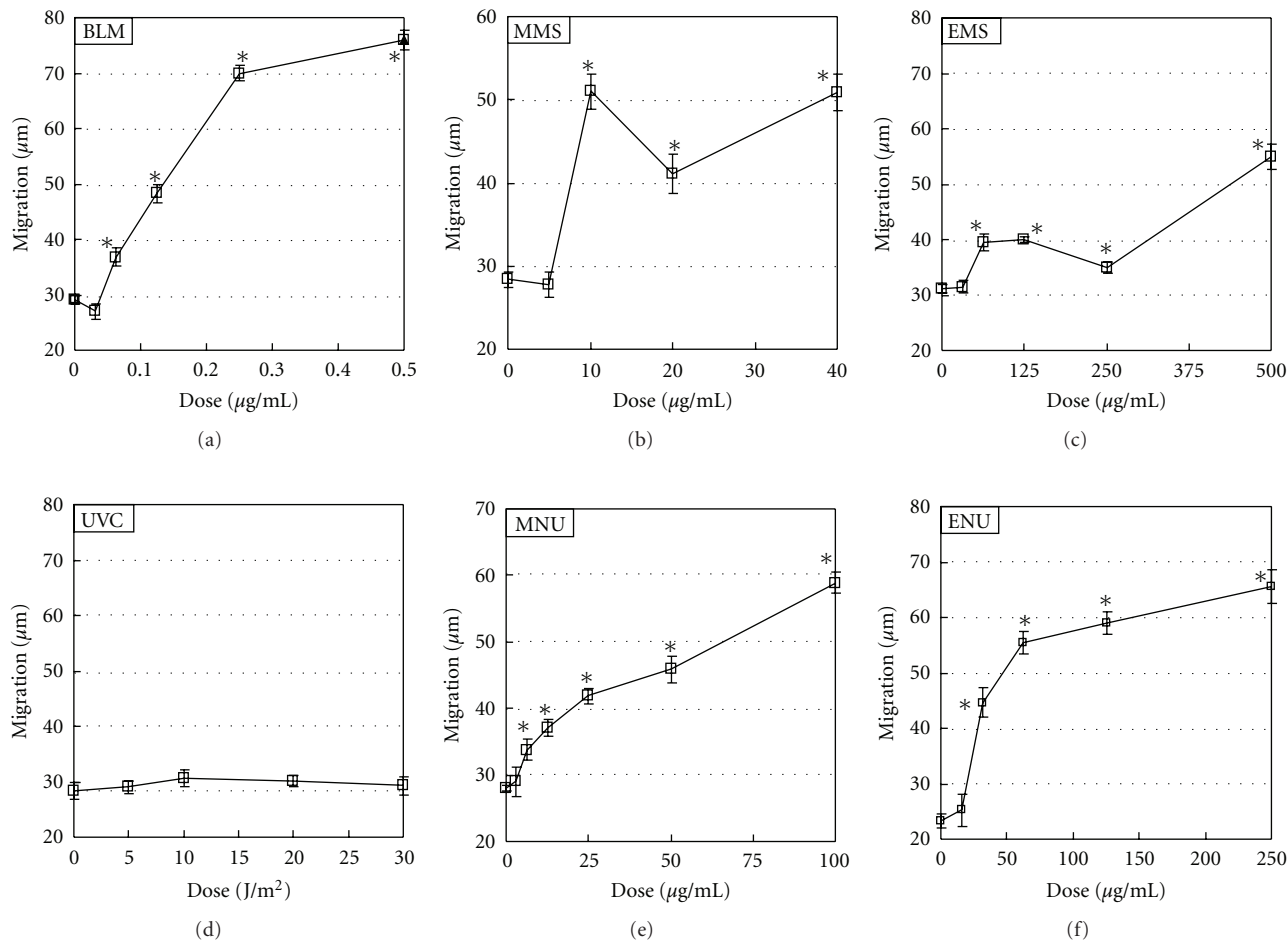 BLM
Migration (µm)
80
70
60
50
40
30
20
* * * *
0 0.1 0.2 0.3 0.4 0.5
Dose (µg/mL)
(a)
MMS
Migration (µm)
60
50
40
30
20
* * *
0 10 20 30 40
Dose (µg/mL)
(b)
EMS
Migration (µm)
80
70
60
50
40
30
20
* * * *
0 125 250 375 500
Dose (µg/mL)
(c)
UVC
Migration (µm)
80
70
60
50
40
30
20
0 5 10 15 20 25 30
Dose (J/m²)
(d)
MNU
Migration (µm)
70
60
50
40
30
20
* * * * *
0 25 50 75 100
Dose (µg/mL)
(e)
ENU
Migration (µm)
80
70
60
50
40
30
20
* * * *
0 50 100 150 200 250
Dose (µg/mL)
(f)